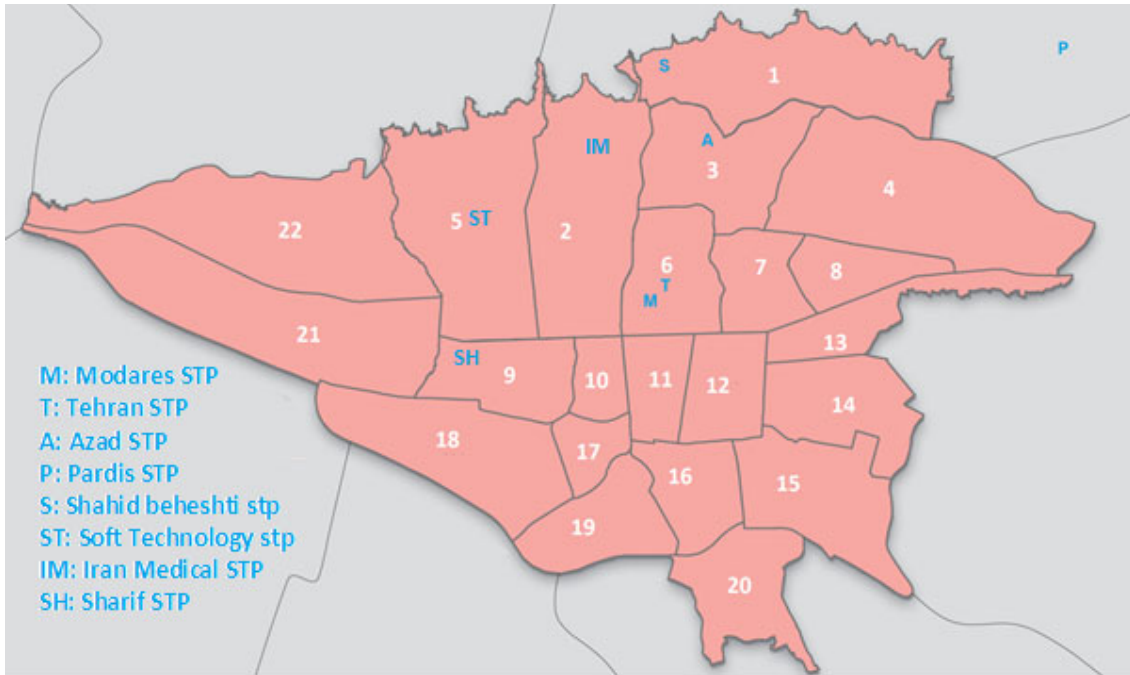 P
S
1
A
IM
3
4
5 ST
22
2
6
7
8
T
M
21
13
SH
9
10
11
12
14
18
17
16
15
19
20
M: Modares STP
T: Tehran STP
A: Azad STP
P: Pardis STP
S: Shahid beheshti stp
ST: Soft Technology stp
IM: Iran Medical STP
SH: Sharif STP